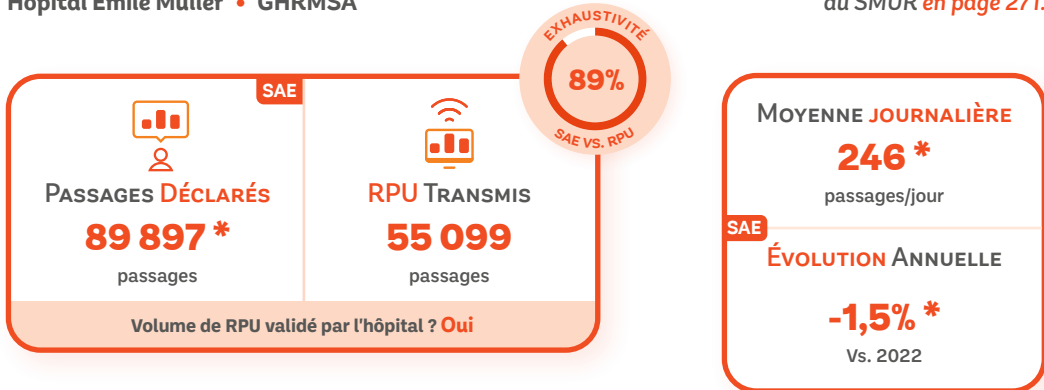 Hôpital Emile Muller • GHRMSA
du SMUR en page 271.
EXHAUSTIVITÉ
89%
SAE VS. RPU
SAE
PASSAGES DÉCLARÉS
89 897 *
passages
RPU TRANSMIS
55 099
passages
Volume de RPU validé par l'hôpital ? Oui
MOYENNE JOURNALIÈRE
246 *
passages/jour
SAE
ÉVOLUTION ANNUELLE
-1,5% *
Vs. 2022